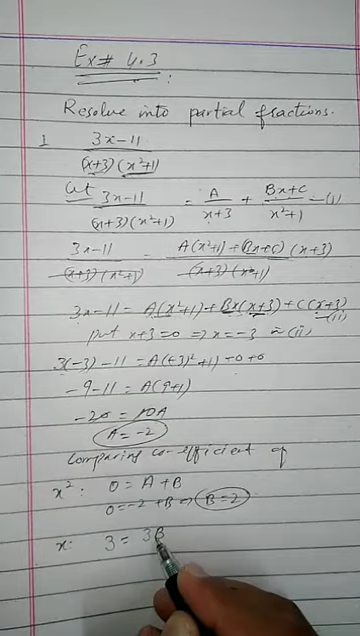 Ex# 4.3
Resolve into partial fractions.
1 3x-11
(x+3)(x²+1)
Let 3x-11 / (x+3)(x²+1) = A / x+3 + Bx+C / x²+1 —(i)
3x-11 / (x+3)(x²+1) = A(x²+1)+(Bx+C)(x+3) / (x+3)(x²+1)
3x-11 = A(x²+1)+Bx(x+3)+C(x+3) —(ii)
put x+3=0 ⇒ x=-3 in (ii)
3(-3)-11 = A((-3)²+1)+0+0
-9-11 = A(9+1)
-20 = 10A
A=-2
Comparing co-efficient of
x²: 0 = A+B
0=-2+B ⇒ B=2
x: 3 = 3B